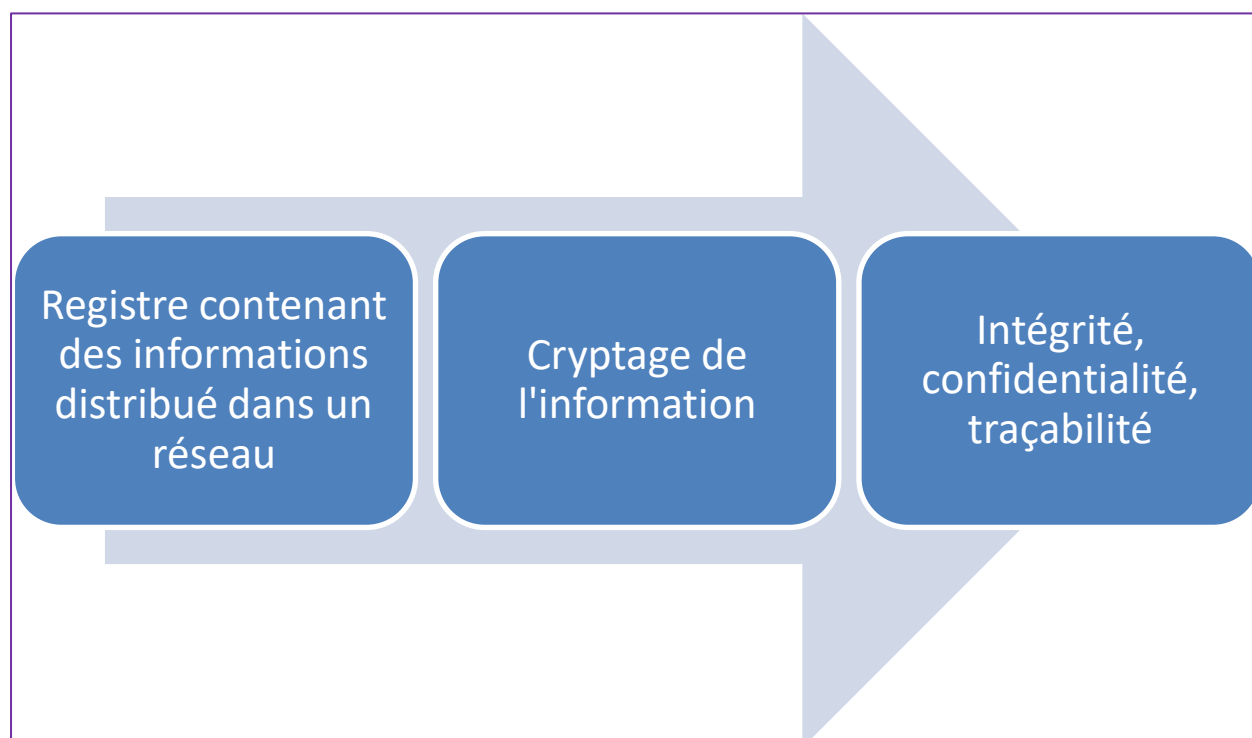 Registre contenant
des informations
distribué dans un
réseau
Cryptage de
l'information
Intégrité,
confidentialité,
traçabilité